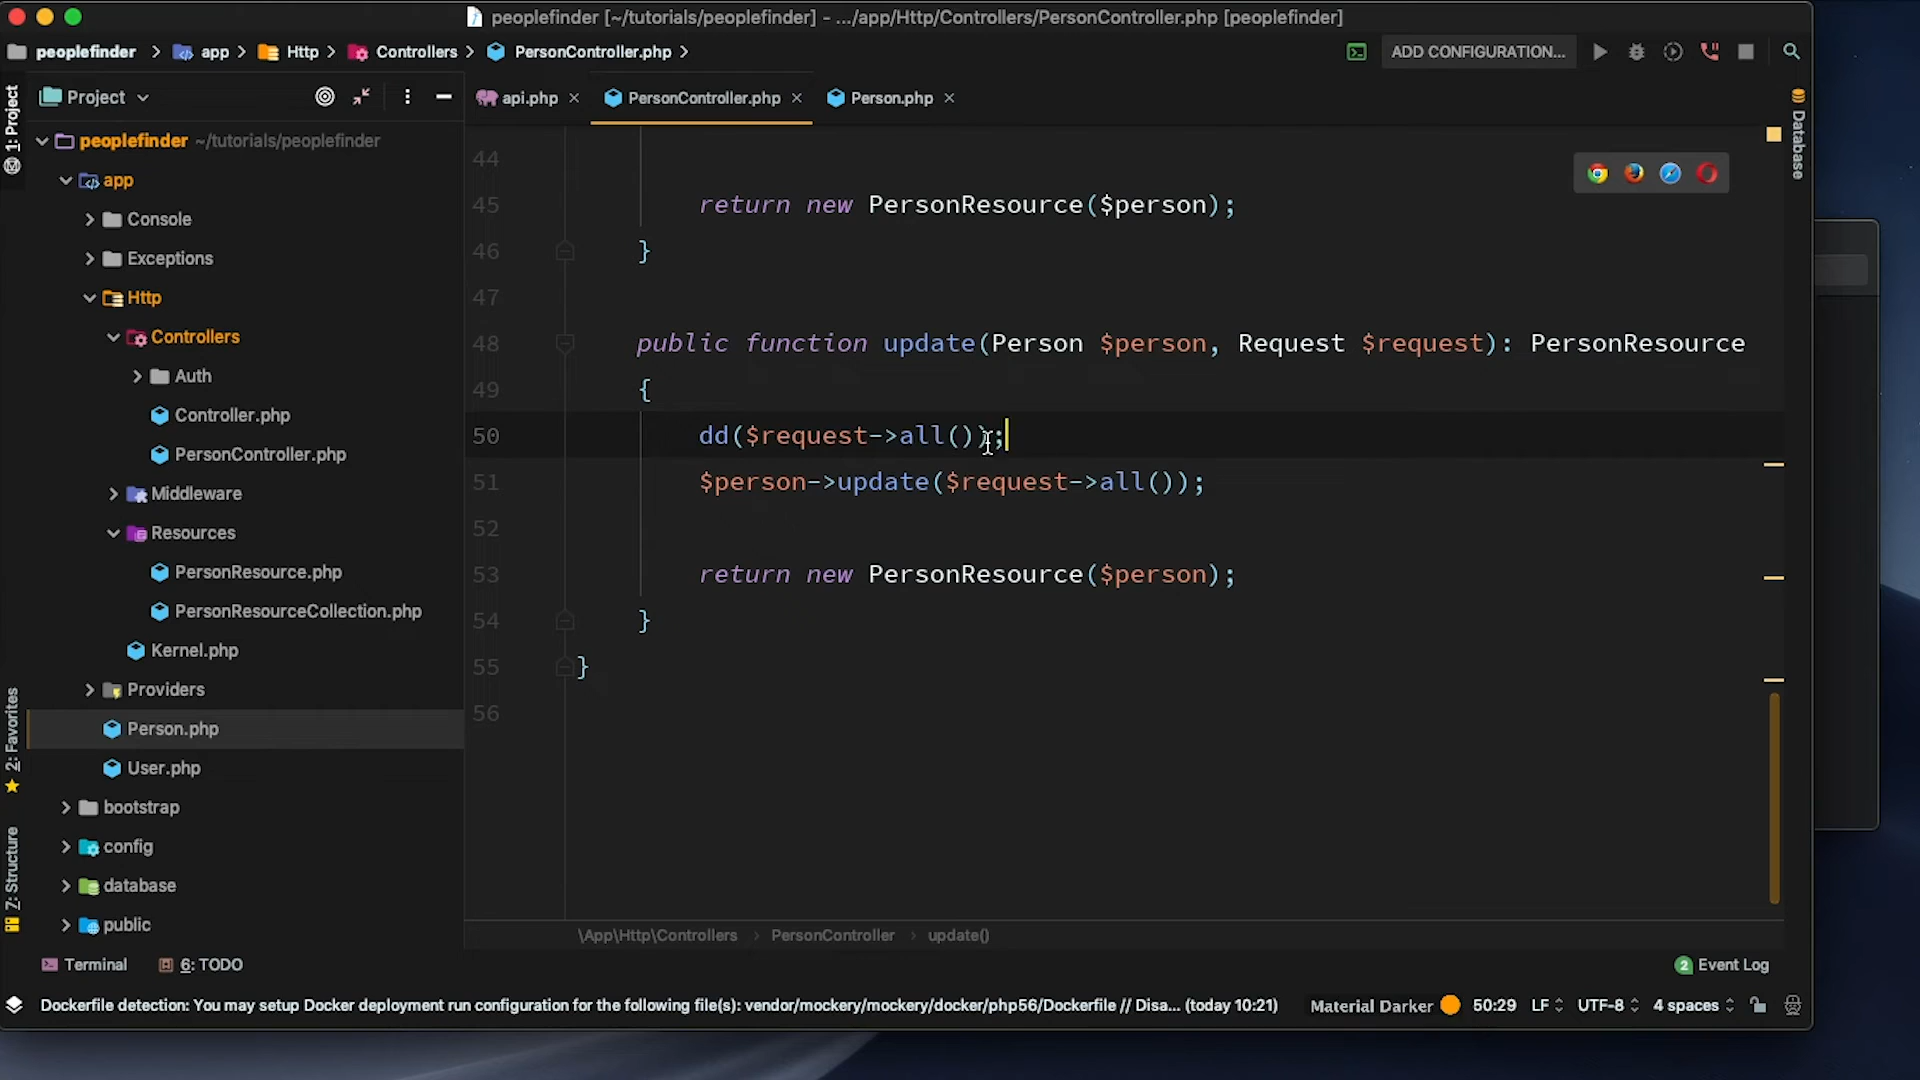 peoplefinder [~/tutorials/peoplefinder] - .../app/Http/Controllers/PersonController.php [peoplefinder]
peoplefinder app Http Controllers PersonController.php
ADD CONFIGURATION...
1: Project
Project
api.php PersonController.php Person.php
Database
peoplefinder ~/tutorials/peoplefinder
app
Console
Exceptions
Http
Controllers
Auth
Controller.php
PersonController.php
Middleware
Resources
PersonResource.php
PersonResourceCollection.php
Kernel.php
Providers
Person.php
User.php
bootstrap
config
database
public
2: Favorites
7: Structure
44
45 return new PersonResource($person);
46 }
47
48 public function update(Person $person, Request $request): PersonResource
49 {
50 dd($request->all());
51 $person->update($request->all());
52
53 return new PersonResource($person);
54 }
55 }
56
\App\Http\Controllers PersonController update()
Terminal 6: TODO
2 Event Log
Dockerfile detection: You may setup Docker deployment run configuration for the following file(s): vendor/mockery/mockery/docker/php56/Dockerfile // Disa... (today 10:21) Material Darker 50:29 LF UTF-8 4 spaces